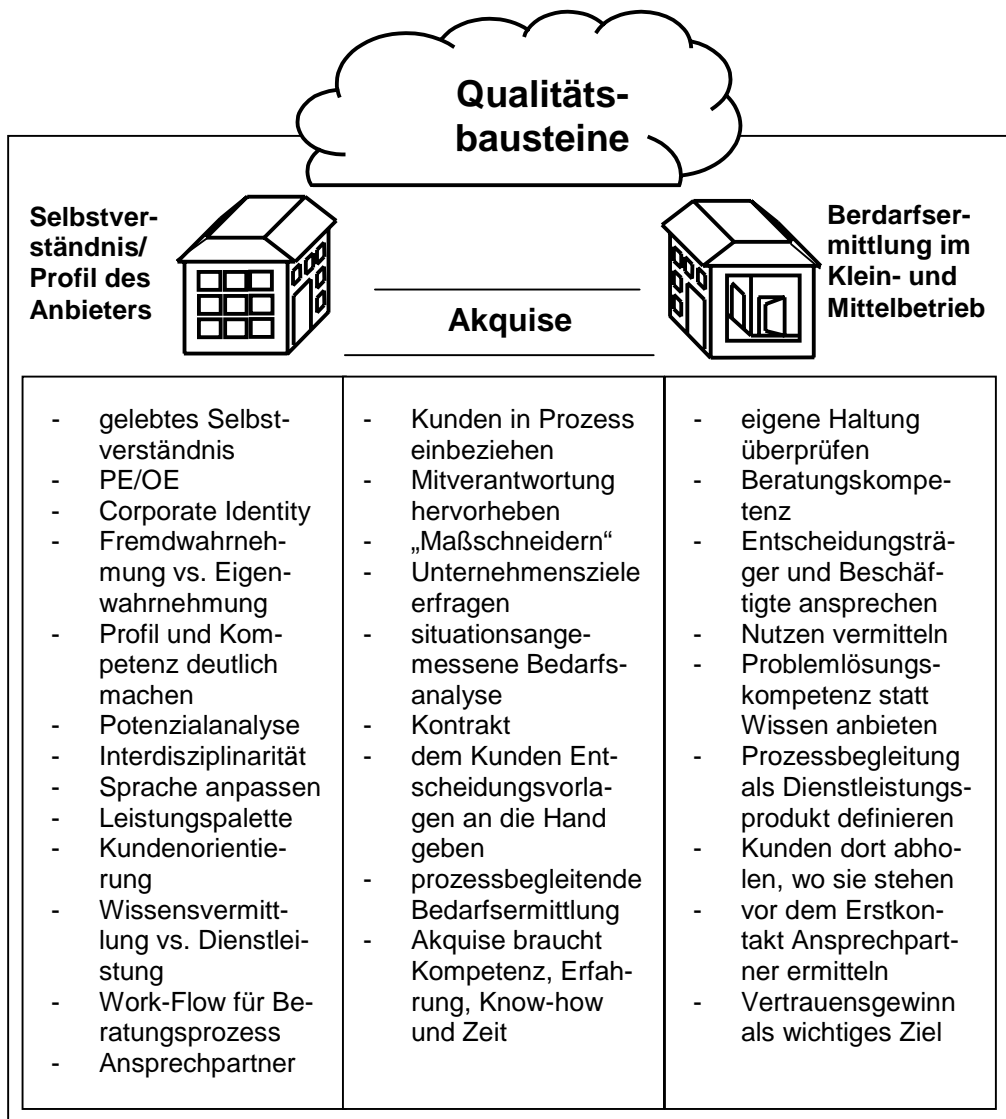 Qualitäts-
bausteine
Selbstver-
ständnis/
Profil des
Anbieters
Akquise
Berdarfser-
mittlung im
Klein- und
Mittelbetrieb
- gelebtes Selbst-
verständnis
- PE/OE
- Corporate Identity
- Fremdwahrneh-
mung vs. Eigen-
wahrnehmung
- Profil und Kom-
petenz deutlich
machen
- Potenzialanalyse
- Interdisziplinarität
- Sprache anpassen
- Leistungspalette
- Kundenorientie-
rung
- Wissensvermitt-
lung vs. Dienstlei-
stung
- Work-Flow für Be-
ratungsprozess
- Ansprechpartner
- Kunden in Prozess
einbeziehen
- Mitverantwortung
hervorheben
- „Maßschneidern“
- Unternehmensziele
erfragen
- situationsange-
messene Bedarfs-
analyse
- Kontrakt
- dem Kunden Ent-
scheidungsvorla-
gen an die Hand
geben
- prozessbegleitende
Bedarfsermittlung
- Akquise braucht
Kompetenz, Erfah-
rung, Know-how
und Zeit
- eigene Haltung
überprüfen
- Beratungskompe-
tenz
- Entscheidungsträ-
ger und Beschäf-
tigte ansprechen
- Nutzen vermitteln
- Problemlösungs-
kompetenz statt
Wissen anbieten
- Prozessbegleitung
als Dienstleistungs-
produkt definieren
- Kunden dort abho-
len, wo sie stehen
- vor dem Erstkon-
takt Ansprechpart-
ner ermitteln
- Vertrauensgewinn
als wichtiges Ziel